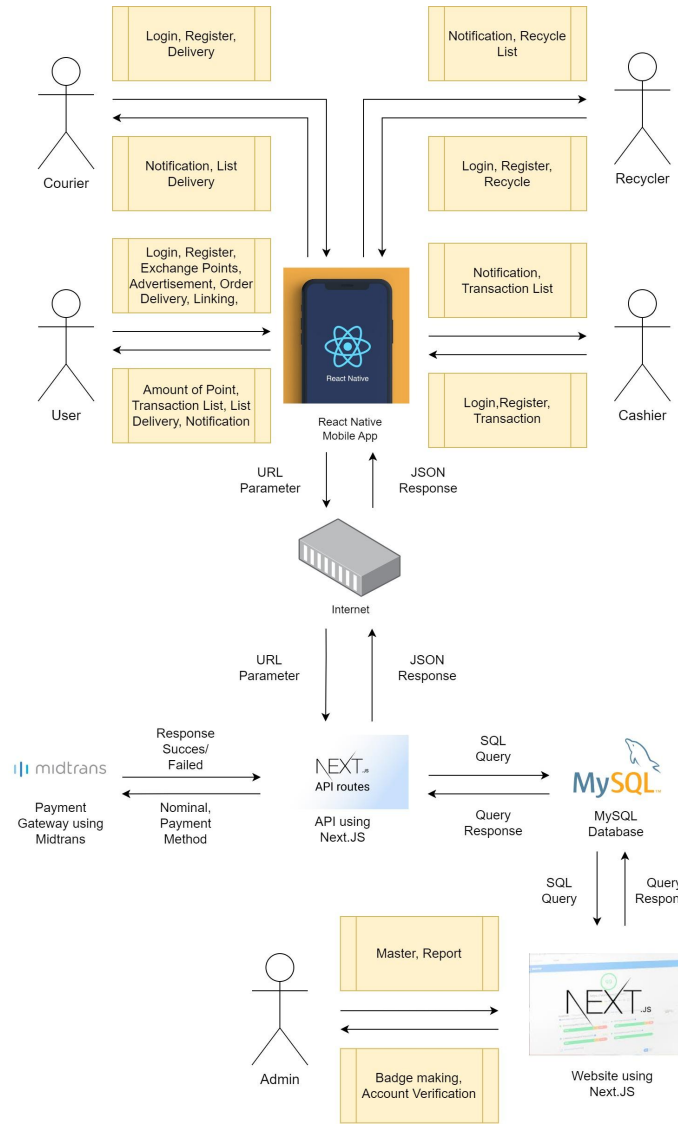 Login, Register,
Delivery
Notification, Recycle
List
Courier
Notification, List
Delivery
Login, Register,
Recycle
Recycler
Login, Register,
Exchange Points,
Advertisement, Order
Delivery, Linking,
Notification,
Transaction List
User
Amount of Point,
Transaction List, List
Delivery, Notification
React Native
React Native
Mobile App
Login,Register,
Transaction
Cashier
URL
Parameter
JSON
Response
Internet
URL
Parameter
JSON
Response
midtrans
Payment
Gateway using
Midtrans
Response
Succes/
Failed
Nominal,
Payment
Method
NEXT.JS
API routes
API using
Next.JS
SQL
Query
Query
Response
MySQL
MySQL
Database
SQL
Query
Query
Respon
Master, Report
Admin
Badge making,
Account Verification
NEXT.JS
Website using
Next.JS